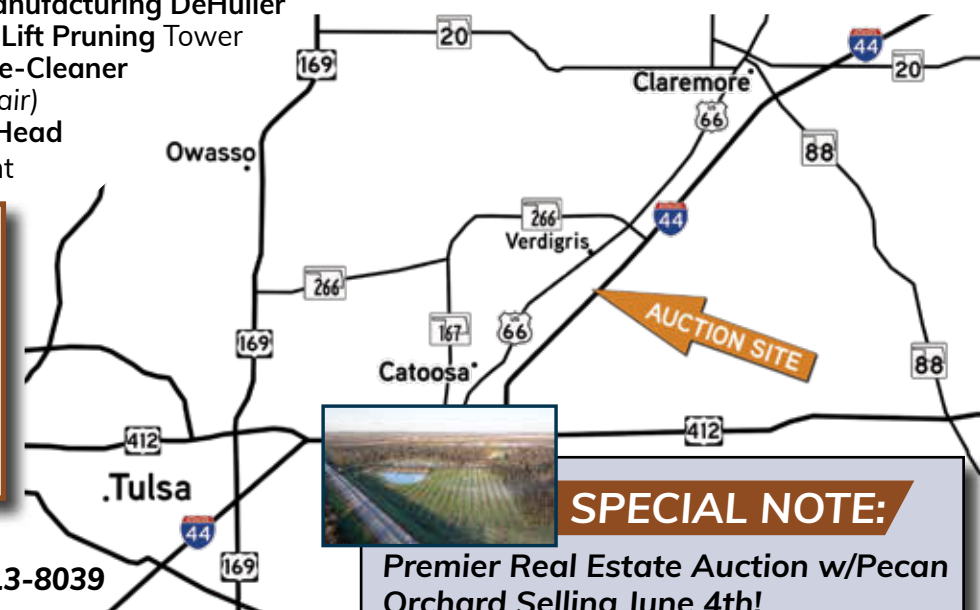 anufacturing DeHuller
Lift Pruning Tower
e-Cleaner
air)
Head
nt
20
169
Claremore
44
20
US
66
88
Owasso
266
44
Verdigris
266
AUCTION SITE
167
US
66
169
Catoosa
88
412
412
Tulsa
44
169
13-8039
SPECIAL NOTE:
Premier Real Estate Auction w/Pecan
Orchard Selling June 4th!